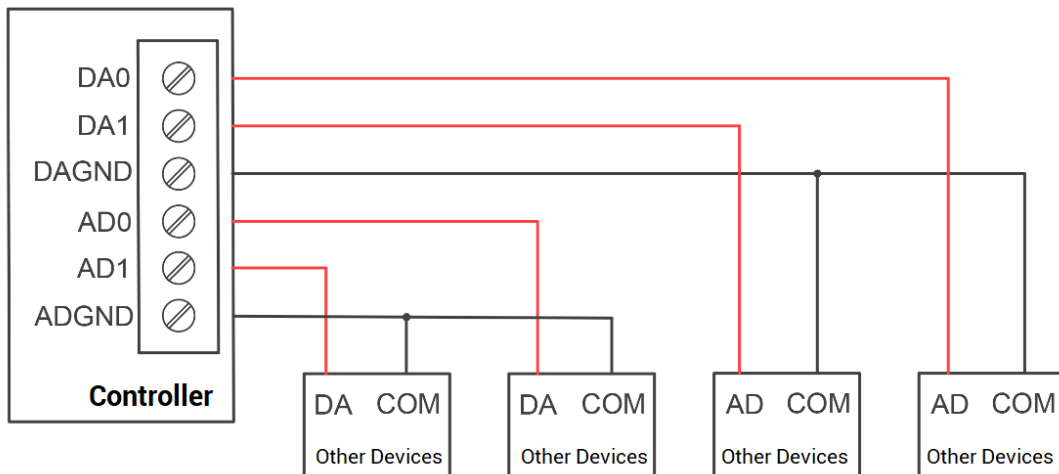 DA0
DA1
DAGND
AD0
AD1
ADGND
Controller
DA COM
Other Devices
DA COM
Other Devices
AD COM
Other Devices
AD COM
Other Devices